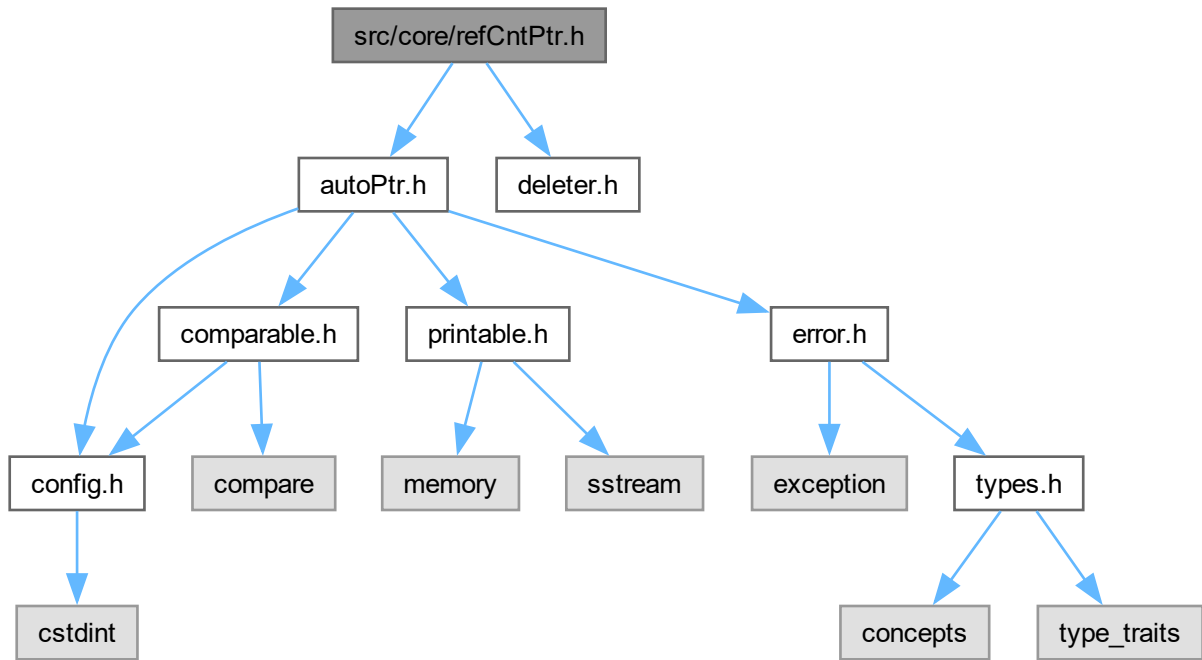 src/core/refCntPtr.h
autoPtr.h
deleter.h
comparable.h
printable.h
error.h
config.h
compare
memory
sstream
exception
types.h
cstdint
concepts
type_traits